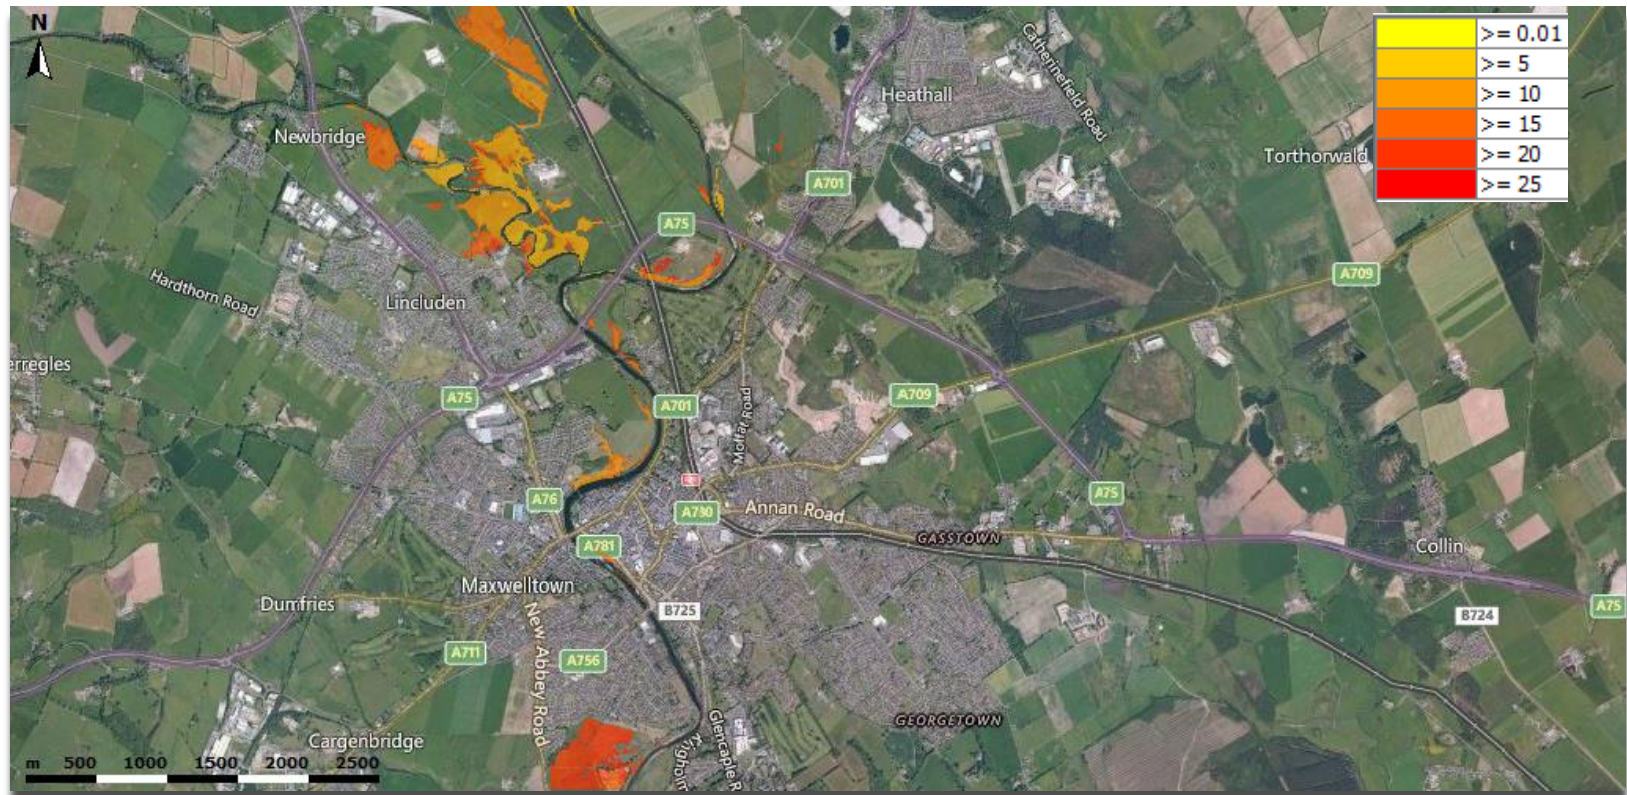 N
>= 0.01
>= 5
>= 10
>= 15
>= 20
>= 25
Catherinefield Road
Heathall
Newbridge
Torthorwald
A701
A75
A709
Hardthorn Road
Lincluden
erregles
A75
A701
A709
Moffat Road
A76
A780
Annan Road
A75
A781
GASSTOWN
Collin
Maxwelltown
Dumfries
B725
A75
B724
A711
New Abbey Road
A756
Glencaple R
GEORGETOWN
Cargenbridge
m 500 1000 1500 2000 2500